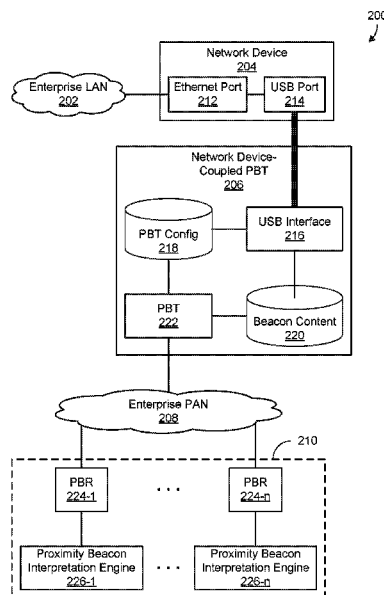 200
Network Device
204
Enterprise LAN
202
Ethernet Port
212
USB Port
214
Network Device-
Coupled PBT
206
PBT Config
218
USB Interface
216
PBT
222
Beacon Content
220
Enterprise PAN
208
210
PBR
224-1
. . .
PBR
224-n
Proximity Beacon
Interpretation Engine
226-1
. . .
Proximity Beacon
Interpretation Engine
226-n